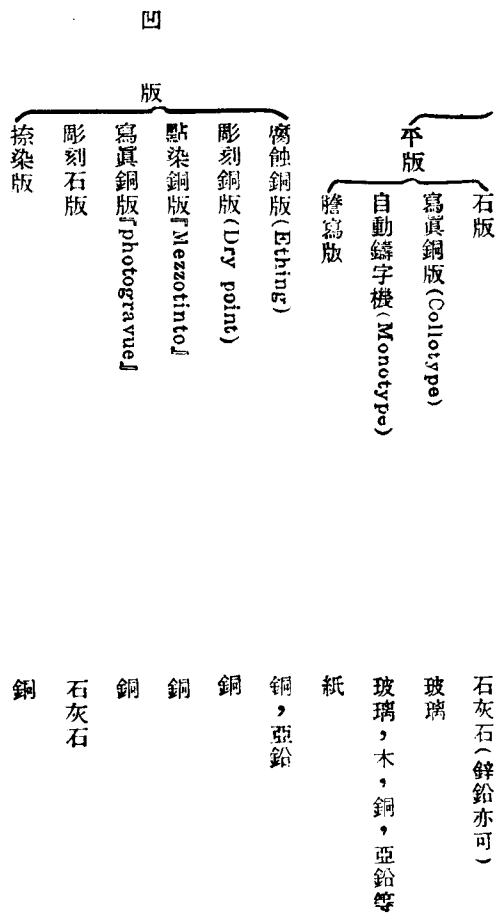 平版
石版 石灰石(鋅鉛亦可)
寫眞銅版(Collotype) 玻璃
自動鑄字機(Monotype) 玻璃，木，銅，亞鉛等
謄寫版 紙
凹版
腐蝕銅版(Ething) 銅，亞鉛
彫刻銅版(Dry point) 銅
點染銅版『Mezzotinto』 銅
寫眞銅版『photogravue』 銅
彫刻石版 石灰石
捺染版 銅